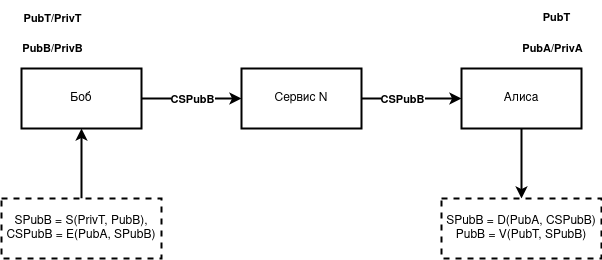 PubT/PrivT
PubT
PubB/PrivB
PubA/PrivA
Боб
CSPubB
Сервис N
CSPubB
Алиса
SPubB = S(PrivT, PubB),
CSPubB = E(PubA, SPubB)
SPubB = D(PubA, CSPubB)
PubB = V(PubT, SPubB)